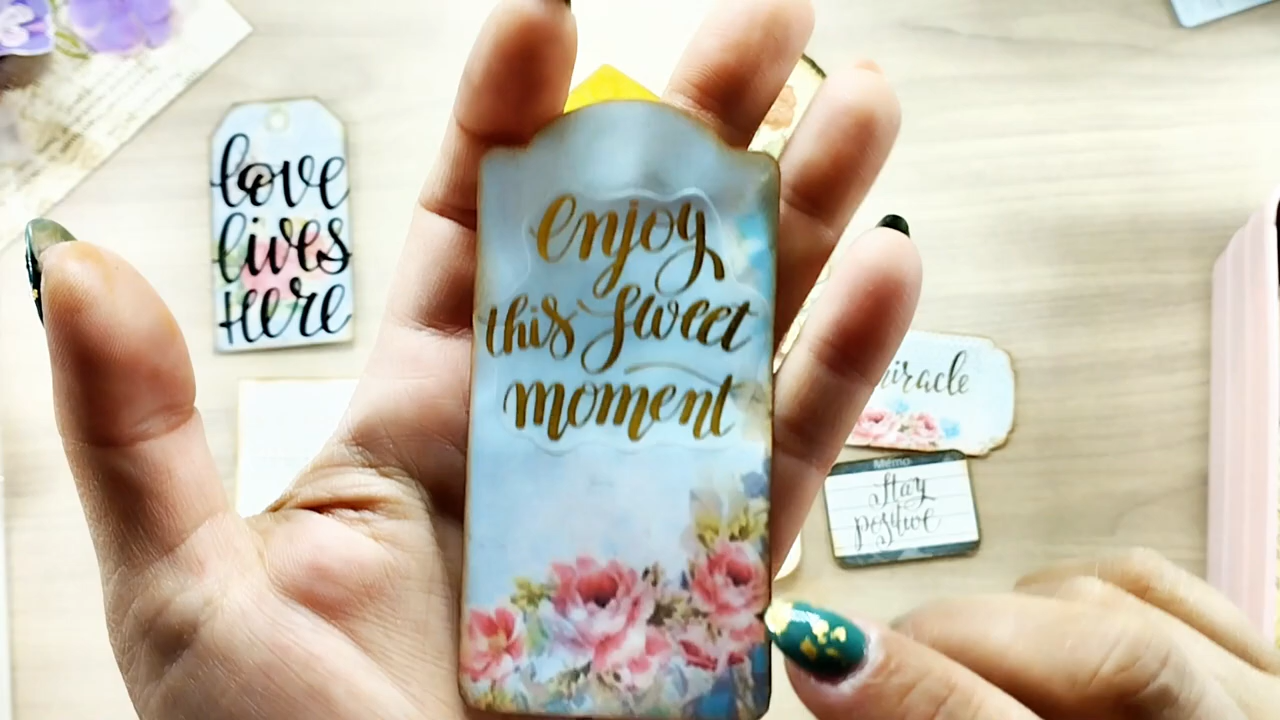 enjoy
this sweet
moment
love
lives
Here
miracle
Memo
Stay
positive